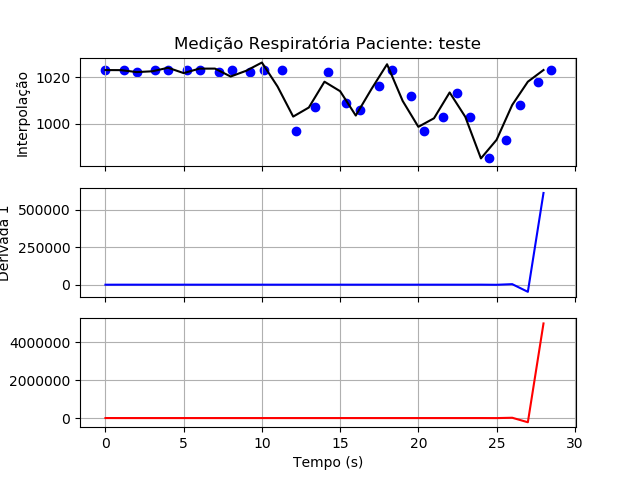 Medição Respiratória Paciente: teste
Interpolação
1020
1000
Derivada 1
500000
250000
0
4000000
2000000
0
0 5 10 15 20 25 30
Tempo (s)